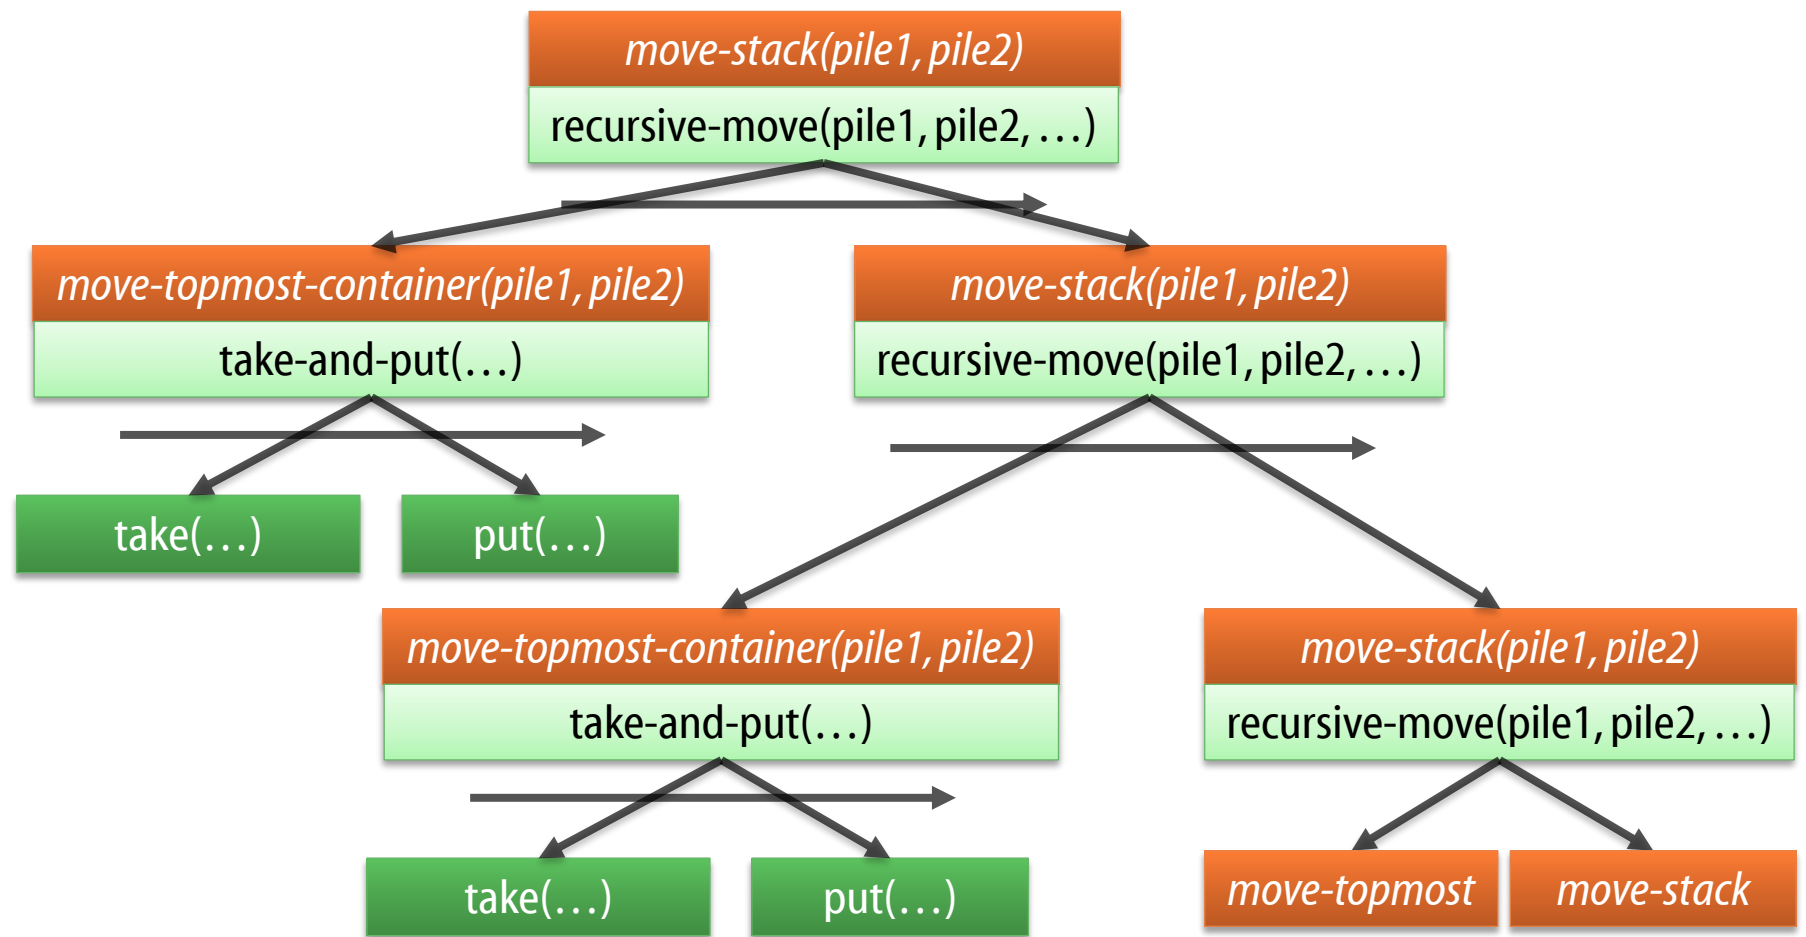 move-stack(pile1, pile2)
recursive-move(pile1, pile2, …)
move-topmost-container(pile1, pile2)
take-and-put(…)
move-stack(pile1, pile2)
recursive-move(pile1, pile2, …)
take(…)
put(…)
move-topmost-container(pile1, pile2)
take-and-put(…)
move-stack(pile1, pile2)
recursive-move(pile1, pile2, …)
take(…)
put(…)
move-topmost
move-stack